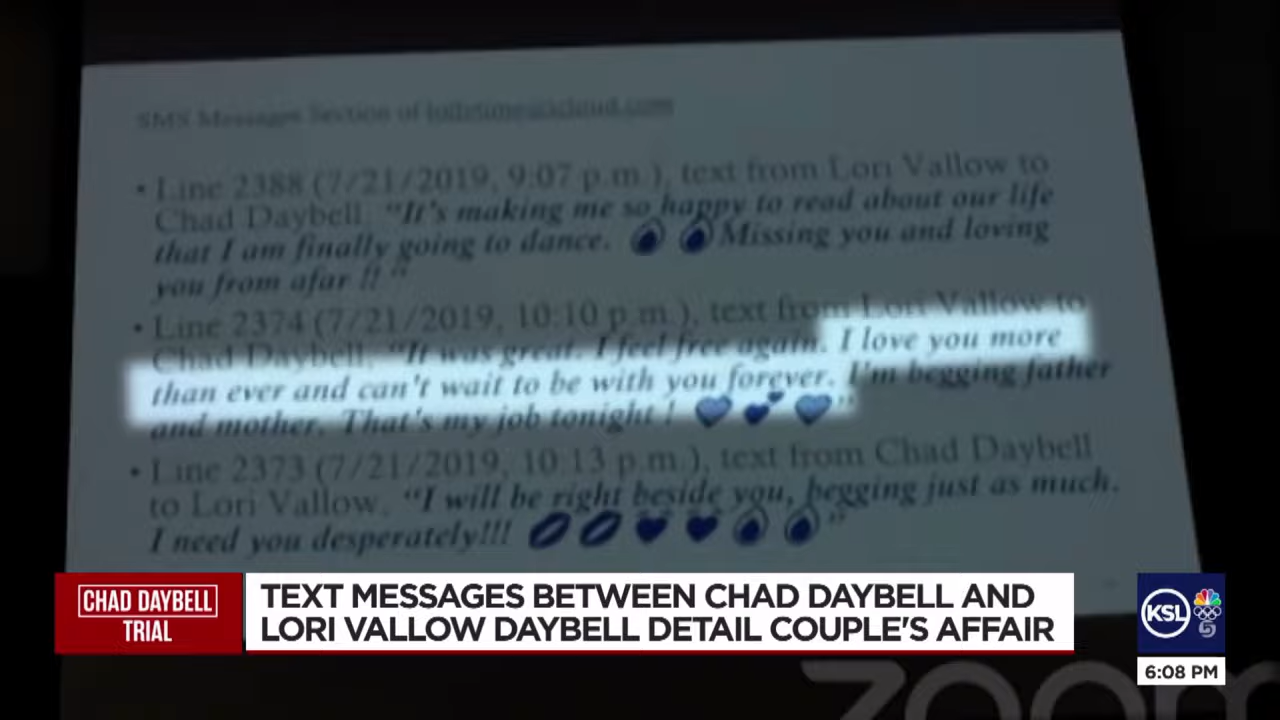 SMS Messages Section of
• Line 2388 (7/21/2019, 9:07 p.m.), text from Lori Vallow to
Chad Daybell, "It's making me so happy to read about our life
that I am finally going to dance. Missing you and loving
you from afar !! "
• Line 2374 (7/21/2019, 10:10 p.m.), text from Lori Vallow to
Chad Daybell, "It was great. I feel free again. I love you more
than ever and can't wait to be with you forever. I'm begging father
and mother. That's my job tonight ! "
• Line 2373 (7/21/2019, 10:13 p.m.), text from Chad Daybell
to Lori Vallow, "I will be right beside you, begging just as much.
I need you desperately!!! "
CHAD DAYBELL
TRIAL
TEXT MESSAGES BETWEEN CHAD DAYBELL AND
LORI VALLOW DAYBELL DETAIL COUPLE'S AFFAIR
KSL
5
6:08 PM
zoom